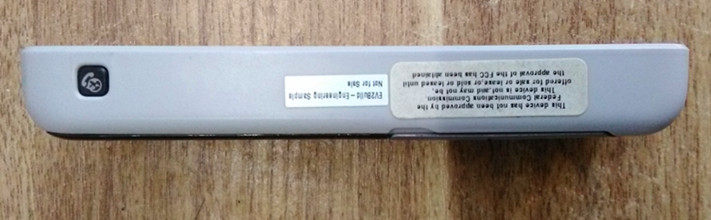 This device has not been approved by the
Federal Communications Commission.
This device is not,and may not, be,
offered for sale or lease,or sold or leased until
the approval of the FCC has been obtained
EV2Build – Engineering Sample
Not for Sale